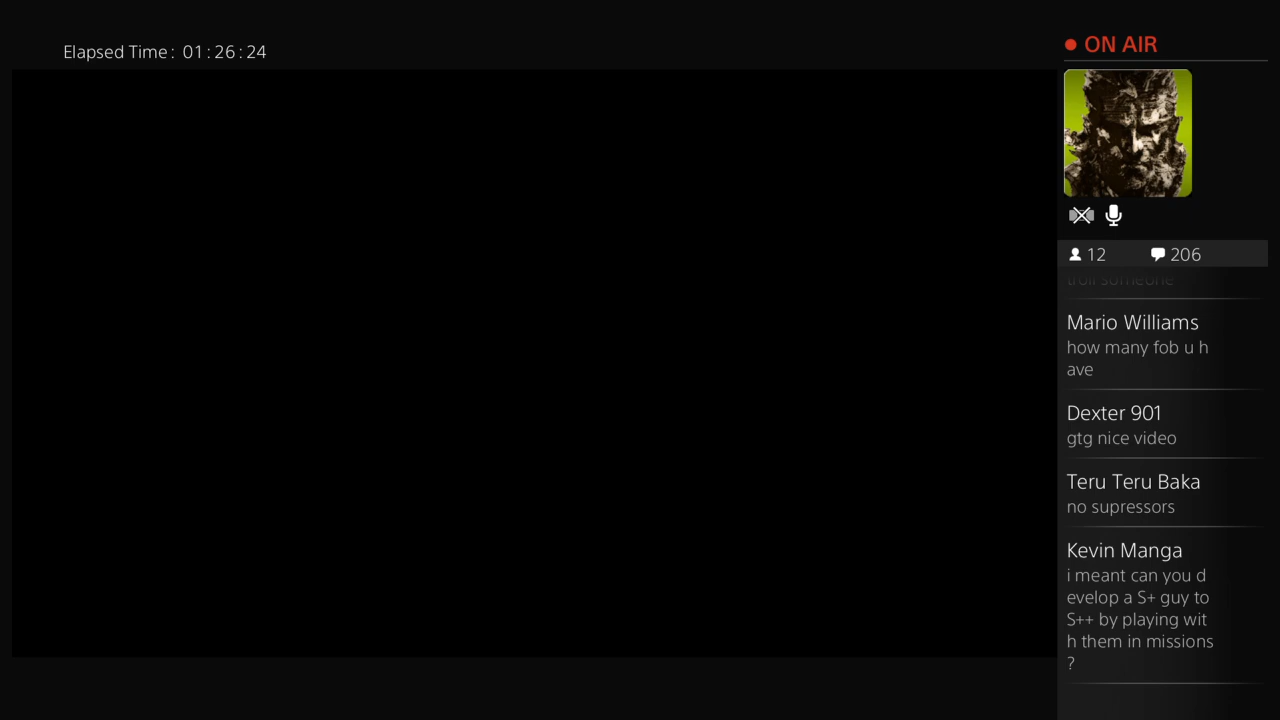 Elapsed Time: 01:26:24
ON AIR
12 206
troll someone
Mario Williams
how many fob u h
ave
Dexter 901
gtg nice video
Teru Teru Baka
no supressors
Kevin Manga
i meant can you d
evelop a S+ guy to
S++ by playing wit
h them in missions
?